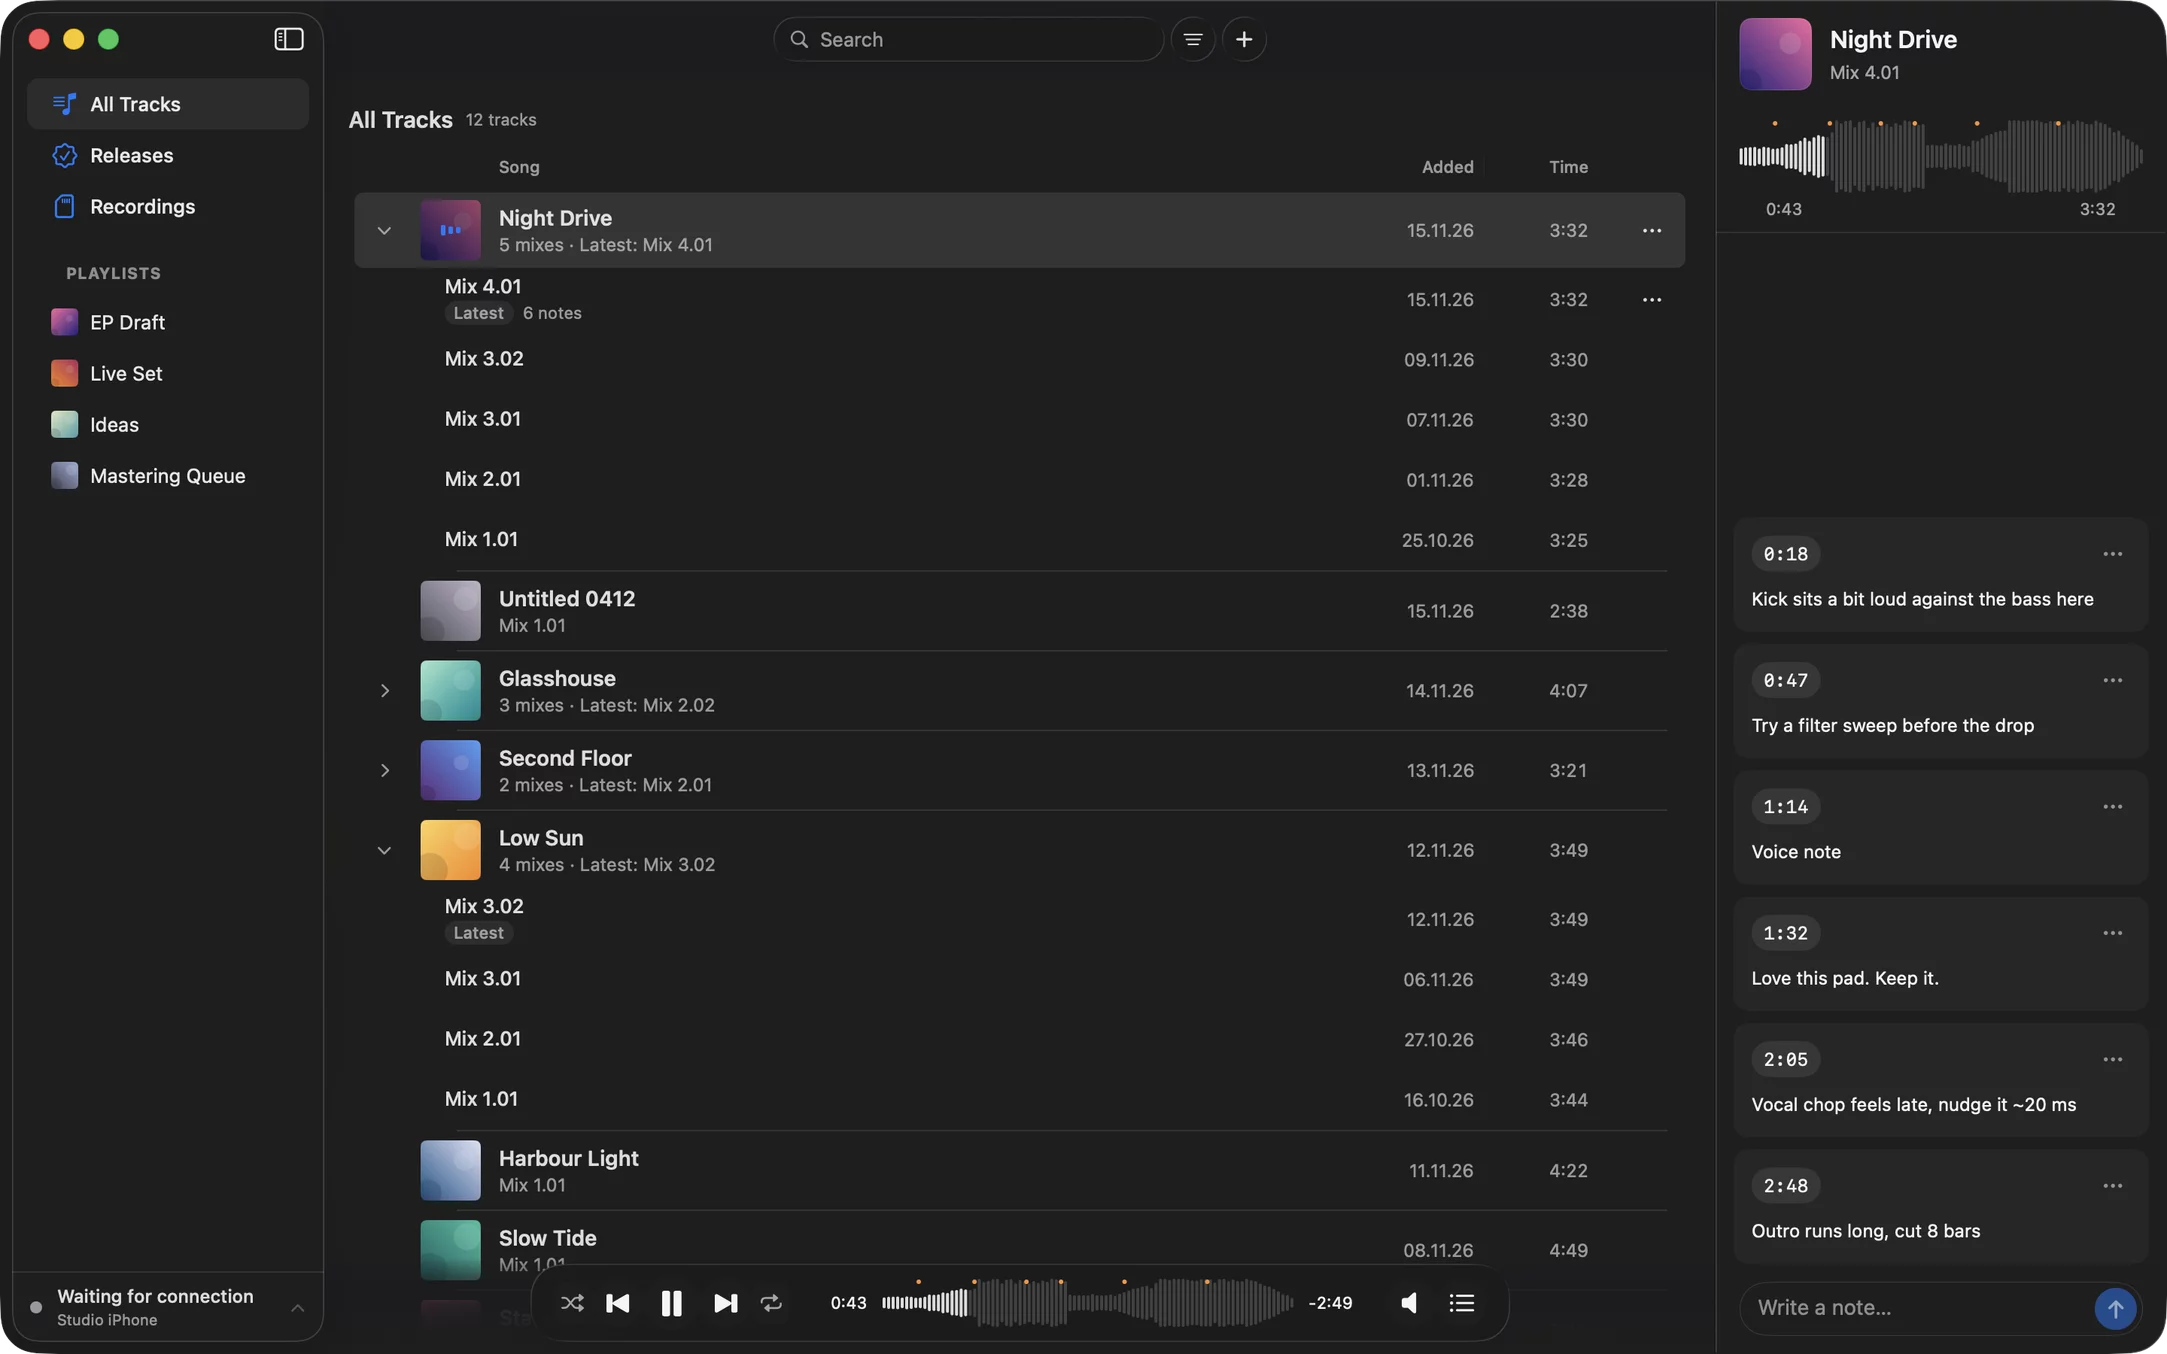 Search
All Tracks
Releases
Recordings
PLAYLISTS
EP Draft
Live Set
Ideas
Mastering Queue
Waiting for connection
Studio iPhone
All Tracks 12 tracks
Song Added Time
Night Drive
5 mixes · Latest: Mix 4.01
15.11.26 3:32
Mix 4.01
Latest 6 notes
15.11.26 3:32
Mix 3.02 09.11.26 3:30
Mix 3.01 07.11.26 3:30
Mix 2.01 01.11.26 3:28
Mix 1.01 25.10.26 3:25
Untitled 0412
Mix 1.01
15.11.26 2:38
Glasshouse
3 mixes · Latest: Mix 2.02
14.11.26 4:07
Second Floor
2 mixes · Latest: Mix 2.01
13.11.26 3:21
Low Sun
4 mixes · Latest: Mix 3.02
12.11.26 3:49
Mix 3.02
Latest
12.11.26 3:49
Mix 3.01 06.11.26 3:49
Mix 2.01 27.10.26 3:46
Mix 1.01 16.10.26 3:44
Harbour Light
Mix 1.01
11.11.26 4:22
Slow Tide
Mix 1.01
08.11.26 4:49
0:43 -2:49
Night Drive
Mix 4.01
0:43 3:32
0:18
Kick sits a bit loud against the bass here
0:47
Try a filter sweep before the drop
1:14
Voice note
1:32
Love this pad. Keep it.
2:05
Vocal chop feels late, nudge it ~20 ms
2:48
Outro runs long, cut 8 bars
Write a note...